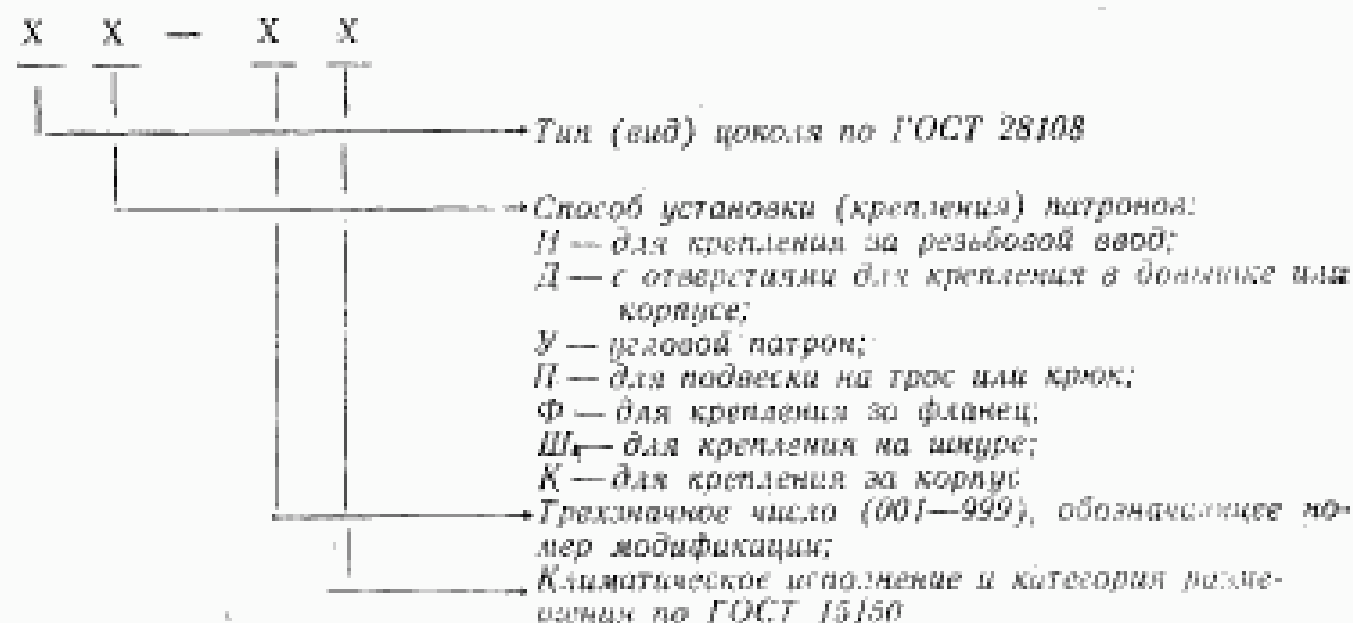 X X — X X
Тип (вид) цоколя по ГОСТ 28108
Способ установки (крепления) патронов:
Н — для крепления за резьбовой ввод;
Д — с отверстиями для крепления в донышке или
корпусе;
У — угловой патрон;
П — для подвески на трос или крюк;
Ф — для крепления за фланец;
Ш — для крепления на шнуре;
К — для крепления за корпус
Трехзначное число (001—999), обозначающее но-
мер модификации;
Климатическое исполнение и категория разме-
щения по ГОСТ 15150